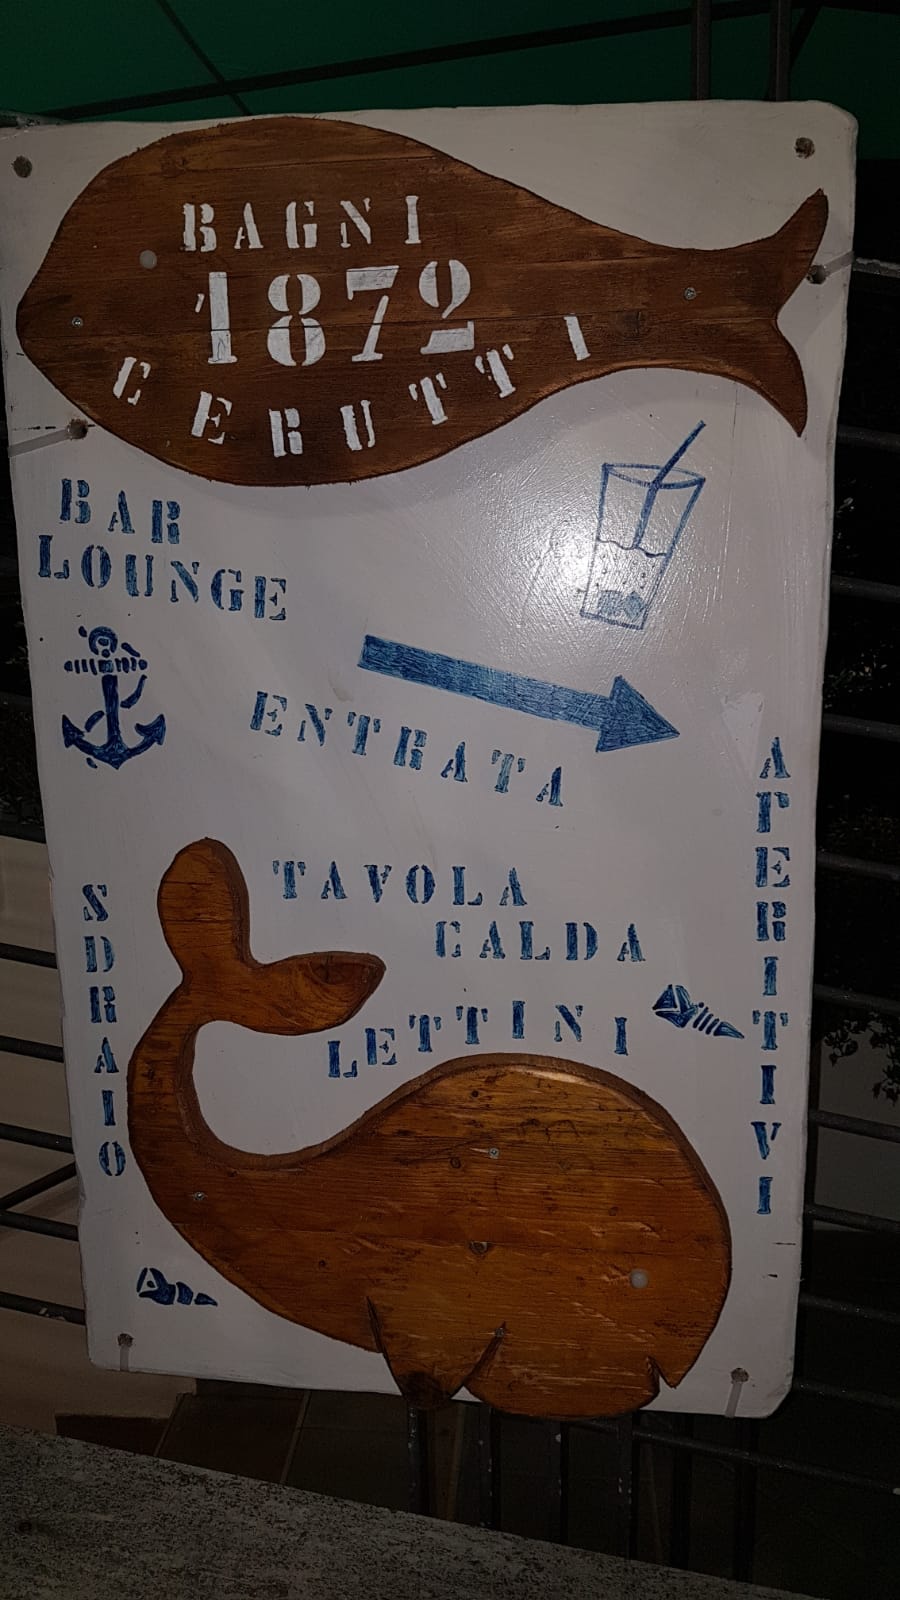 BAGNI
1872
CERUTTI
BAR
LOUNGE
ENTRATA
TAVOLA
CALDA
LETTINI
SDRAIO
APERITIVI